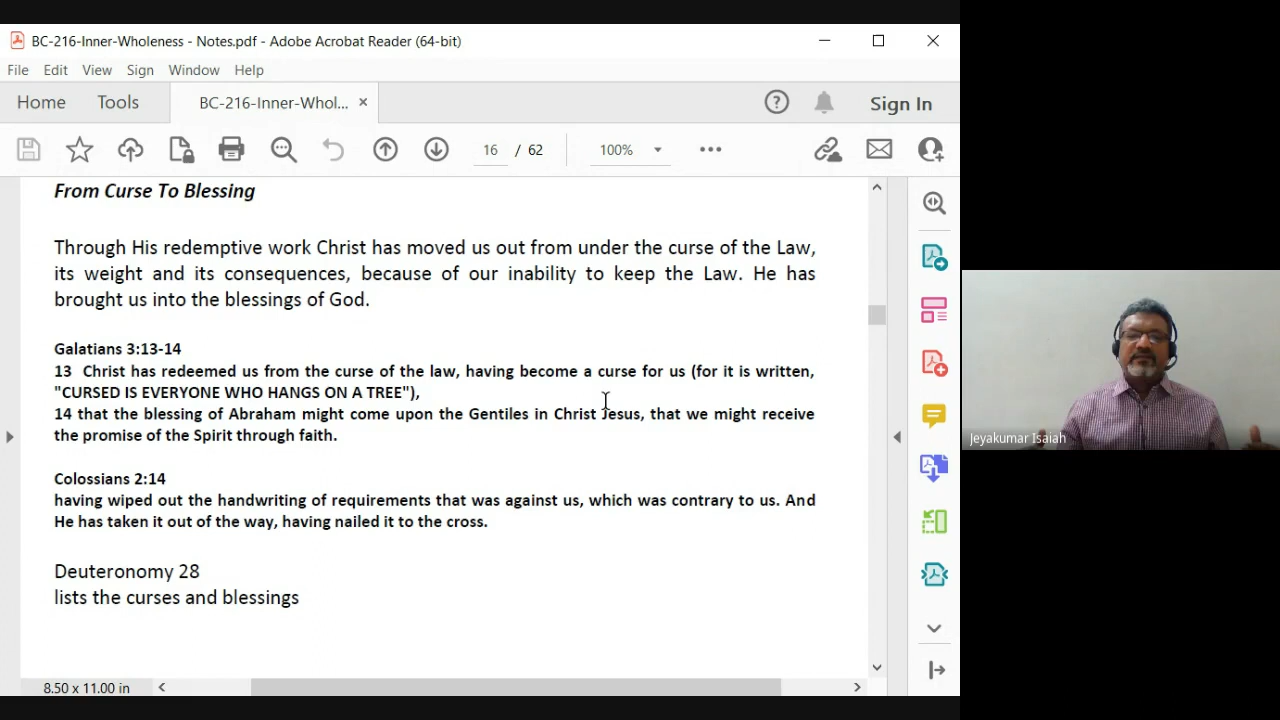 BC-216-Inner-Wholeness - Notes.pdf - Adobe Acrobat Reader (64-bit)
File Edit View Sign Window Help
Home Tools BC-216-Inner-Whol... × Sign In
16 / 62 100%
From Curse To Blessing
Through His redemptive work Christ has moved us out from under the curse of the Law,
its weight and its consequences, because of our inability to keep the Law. He has
brought us into the blessings of God.
Galatians 3:13-14
13 Christ has redeemed us from the curse of the law, having become a curse for us (for it is written,
"CURSED IS EVERYONE WHO HANGS ON A TREE"),
14 that the blessing of Abraham might come upon the Gentiles in Christ Jesus, that we might receive
the promise of the Spirit through faith.
Colossians 2:14
having wiped out the handwriting of requirements that was against us, which was contrary to us. And
He has taken it out of the way, having nailed it to the cross.
Deuteronomy 28
lists the curses and blessings
8.50 x 11.00 in
Jeyakumar Isaiah